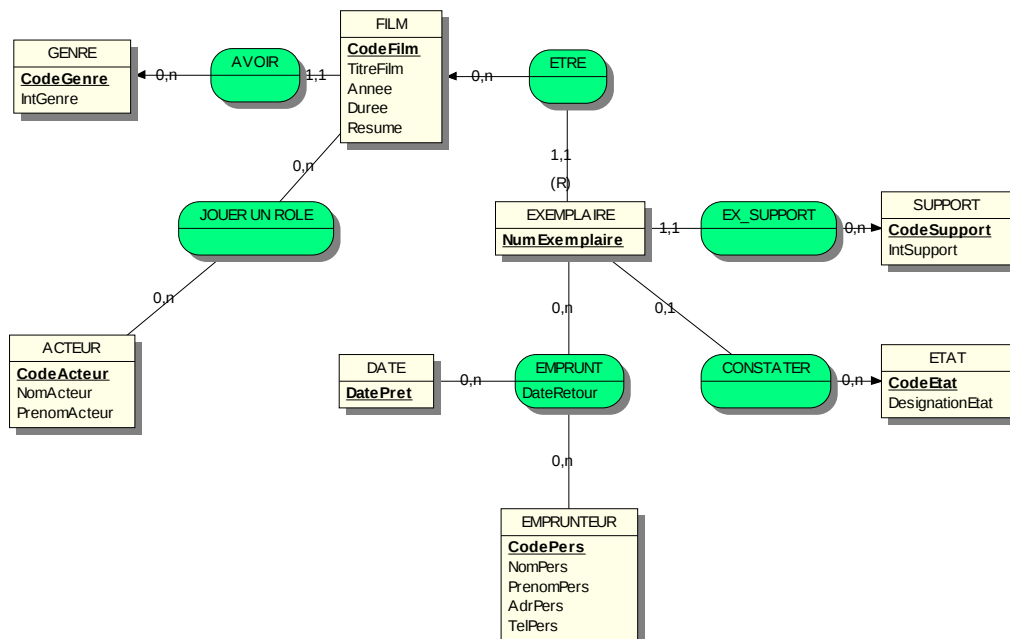 FILM
CodeFilm
TitreFilm
Annee
Duree
Resume
GENRE
CodeGenre
IntGenre
0,n
AVOIR
1,1
0,n
ETRE
0,n
1,1
(R)
JOUER UN ROLE
0,n
EXEMPLAIRE
NumExemplaire
1,1
EX_SUPPORT
0,n
SUPPORT
CodeSupport
IntSupport
ACTEUR
CodeActeur
NomActeur
PrenomActeur
0,n
0,1
DATE
DatePret
0,n
EMPRUNT
DateRetour
CONSTATER
0,n
ETAT
CodeEtat
DesignationEtat
0,n
EMPRUNTEUR
CodePers
NomPers
PrenomPers
AdrPers
TelPers